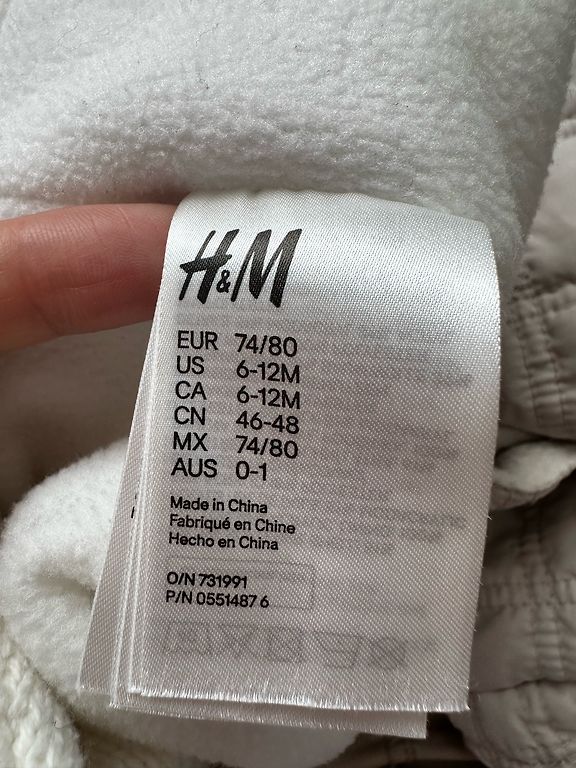 H&M
EUR 74/80
US 6-12M
CA 6-12M
CN 46-48
MX 74/80
AUS 0-1
Made in China
Fabriqué en Chine
Hecho en China
O/N 731991
P/N 0551487 6